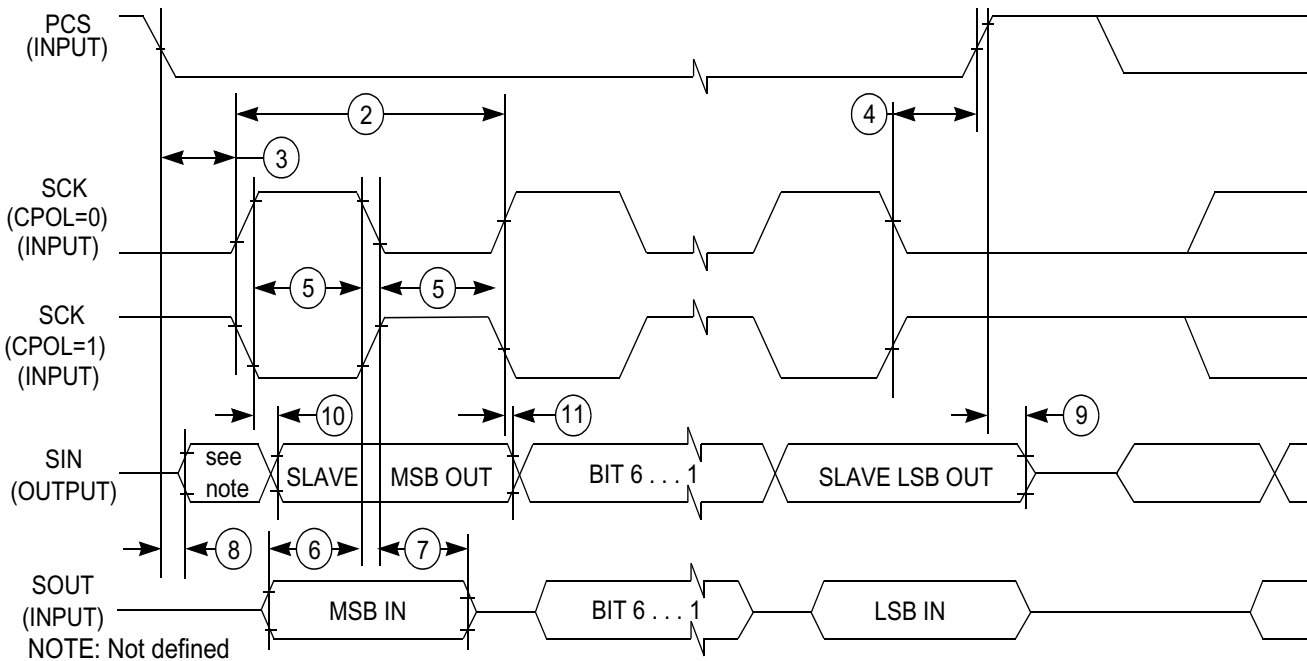 PCS
(INPUT)
2
4
3
SCK
(CPOL=0)
(INPUT)
5
5
SCK
(CPOL=1)
(INPUT)
10
11
9
SIN
(OUTPUT)
see
note
SLAVE
MSB OUT
BIT 6 . . . 1
SLAVE LSB OUT
8
6
7
SOUT
(INPUT)
MSB IN
BIT 6 . . . 1
LSB IN
NOTE: Not defined